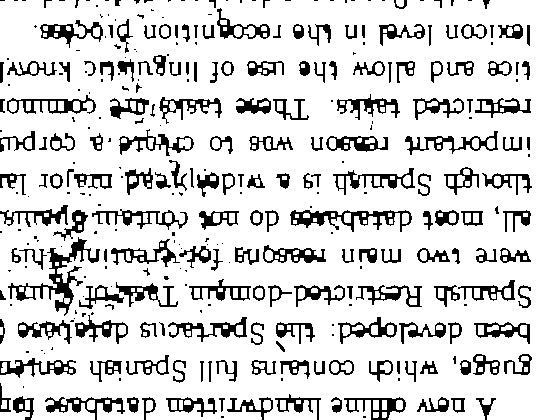 A new offline handwritten database for
guage, which contains full Spanish senten
been developed: the Spartacus database (
Spanish Restricted-domain Task of Cursiv
were two main reasons for creating this
all, most databases do not contain Spanis
though Spanish is a widespread major lan
important reason was to create a corpus
restricted tasks. These tasks are common
tice and allow the use of linguistic knowl
lexicon level in the recognition process.